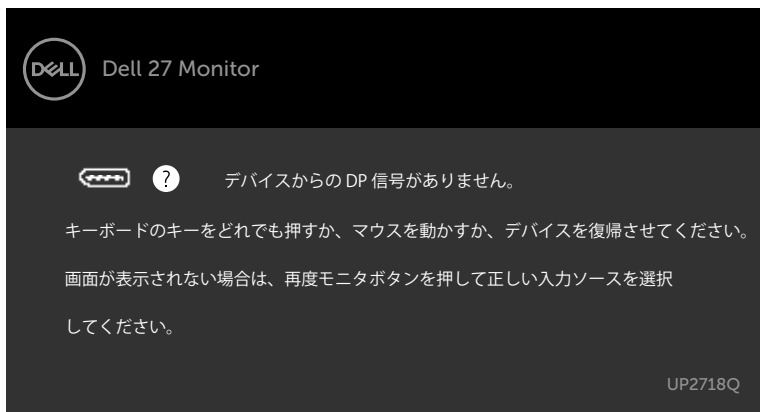 DELL
Dell 27 Monitor
?
デバイスからの DP 信号がありません。
キーボードのキーをどれでも押すか、マウスを動かすか、デバイスを復帰させてください。
画面が表示されない場合は、再度モニタボタンを押して正しい入力ソースを選択
してください。
UP2718Q